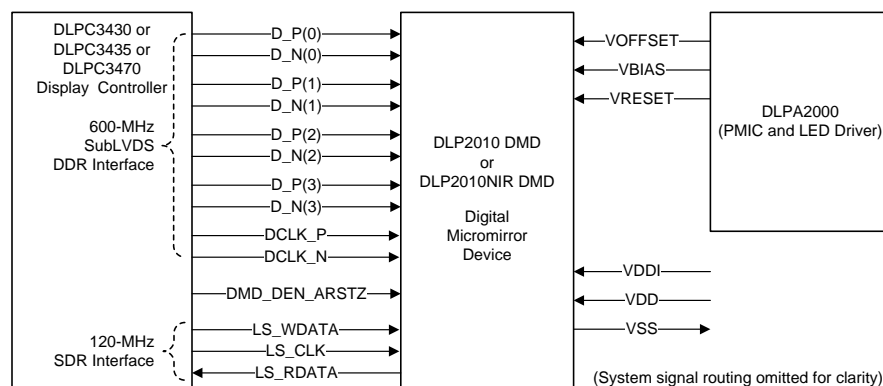 DLPC3430 or
DLPC3435 or
DLPC3470
Display Controller
600-MHz
SubLVDS
DDR Interface
120-MHz
SDR Interface
D_P(0)
D_N(0)
D_P(1)
D_N(1)
D_P(2)
D_N(2)
D_P(3)
D_N(3)
DCLK_P
DCLK_N
DMD_DEN_ARSTZ
LS_WDATA
LS_CLK
LS_RDATA
DLP2010 DMD
or
DLP2010NIR DMD
Digital
Micromirror
Device
VOFFSET
VBIAS
VRESET
VDDI
VDD
VSS
DLPA2000
(PMIC and LED Driver)
(System signal routing omitted for clarity)